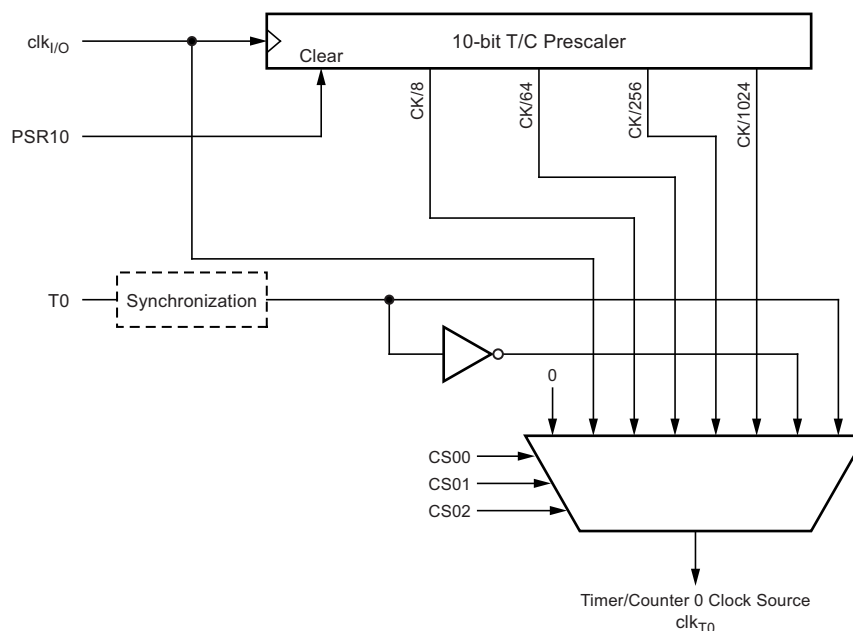 clkI/O
10-bit T/C Prescaler
Clear
CK/8
CK/64
CK/256
CK/1024
PSR10
T0
Synchronization
0
CS00
CS01
CS02
Timer/Counter 0 Clock Source
clkT0